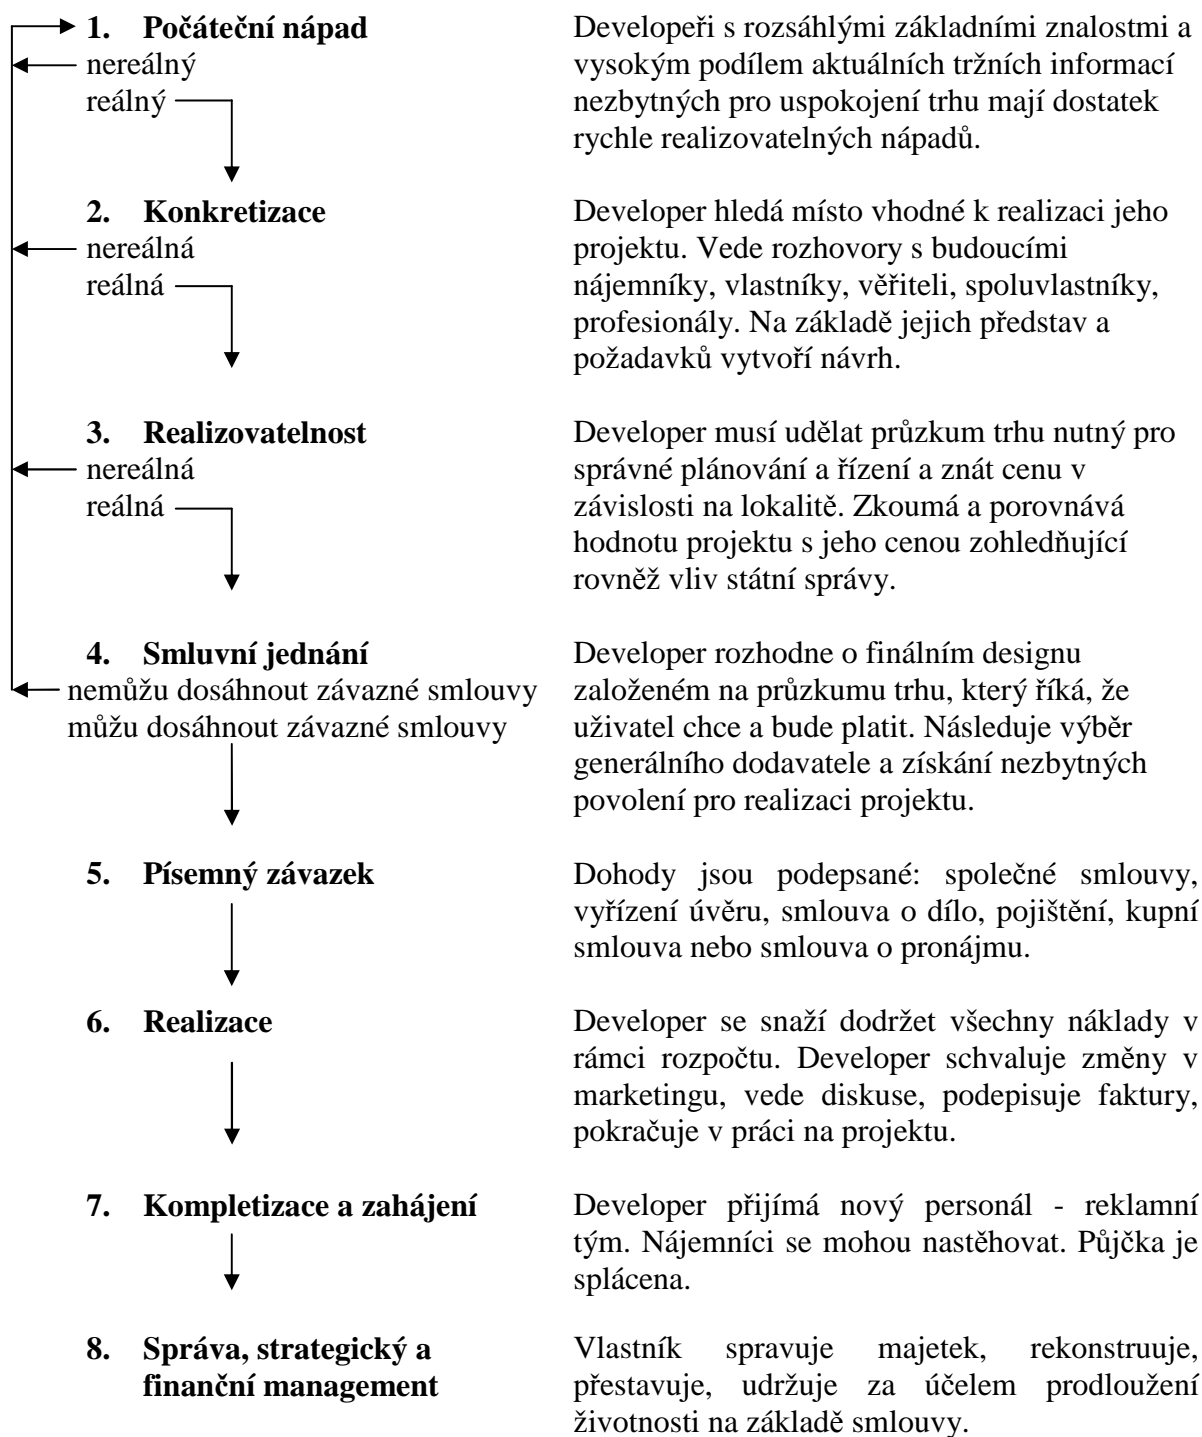 1. Počáteční nápad
nereálný
reálný
Developeři s rozsáhlými základními znalostmi a
vysokým podílem aktuálních tržních informací
nezbytných pro uspokojení trhu mají dostatek
rychle realizovatelných nápadů.
2. Konkretizace
nereálná
reálná
Developer hledá místo vhodné k realizaci jeho
projektu. Vede rozhovory s budoucími
nájemníky, vlastníky, věřiteli, spoluvlastníky,
profesionály. Na základě jejich představ a
požadavků vytvoří návrh.
3. Realizovatelnost
nereálná
reálná
Developer musí udělat průzkum trhu nutný pro
správné plánování a řízení a znát cenu v
závislosti na lokalitě. Zkoumá a porovnává
hodnotu projektu s jeho cenou zohledňující
rovněž vliv státní správy.
4. Smluvní jednání
nemůžu dosáhnout závazné smlouvy
můžu dosáhnout závazné smlouvy
Developer rozhodne o finálním designu
založeném na průzkumu trhu, který říká, že
uživatel chce a bude platit. Následuje výběr
generálního dodavatele a získání nezbytných
povolení pro realizaci projektu.
5. Písemný závazek
Dohody jsou podepsané: společné smlouvy,
vyřízení úvěru, smlouva o dílo, pojištění, kupní
smlouva nebo smlouva o pronájmu.
6. Realizace
Developer se snaží dodržet všechny náklady v
rámci rozpočtu. Developer schvaluje změny v
marketingu, vede diskuse, podepisuje faktury,
pokračuje v práci na projektu.
7. Kompletizace a zahájení
Developer přijímá nový personál - reklamní
tým. Nájemníci se mohou nastěhovat. Půjčka je
splácena.
8. Správa, strategický a
finanční management
Vlastník spravuje majetek, rekonstruuje,
přestavuje, udržuje za účelem prodloužení
životnosti na základě smlouvy.